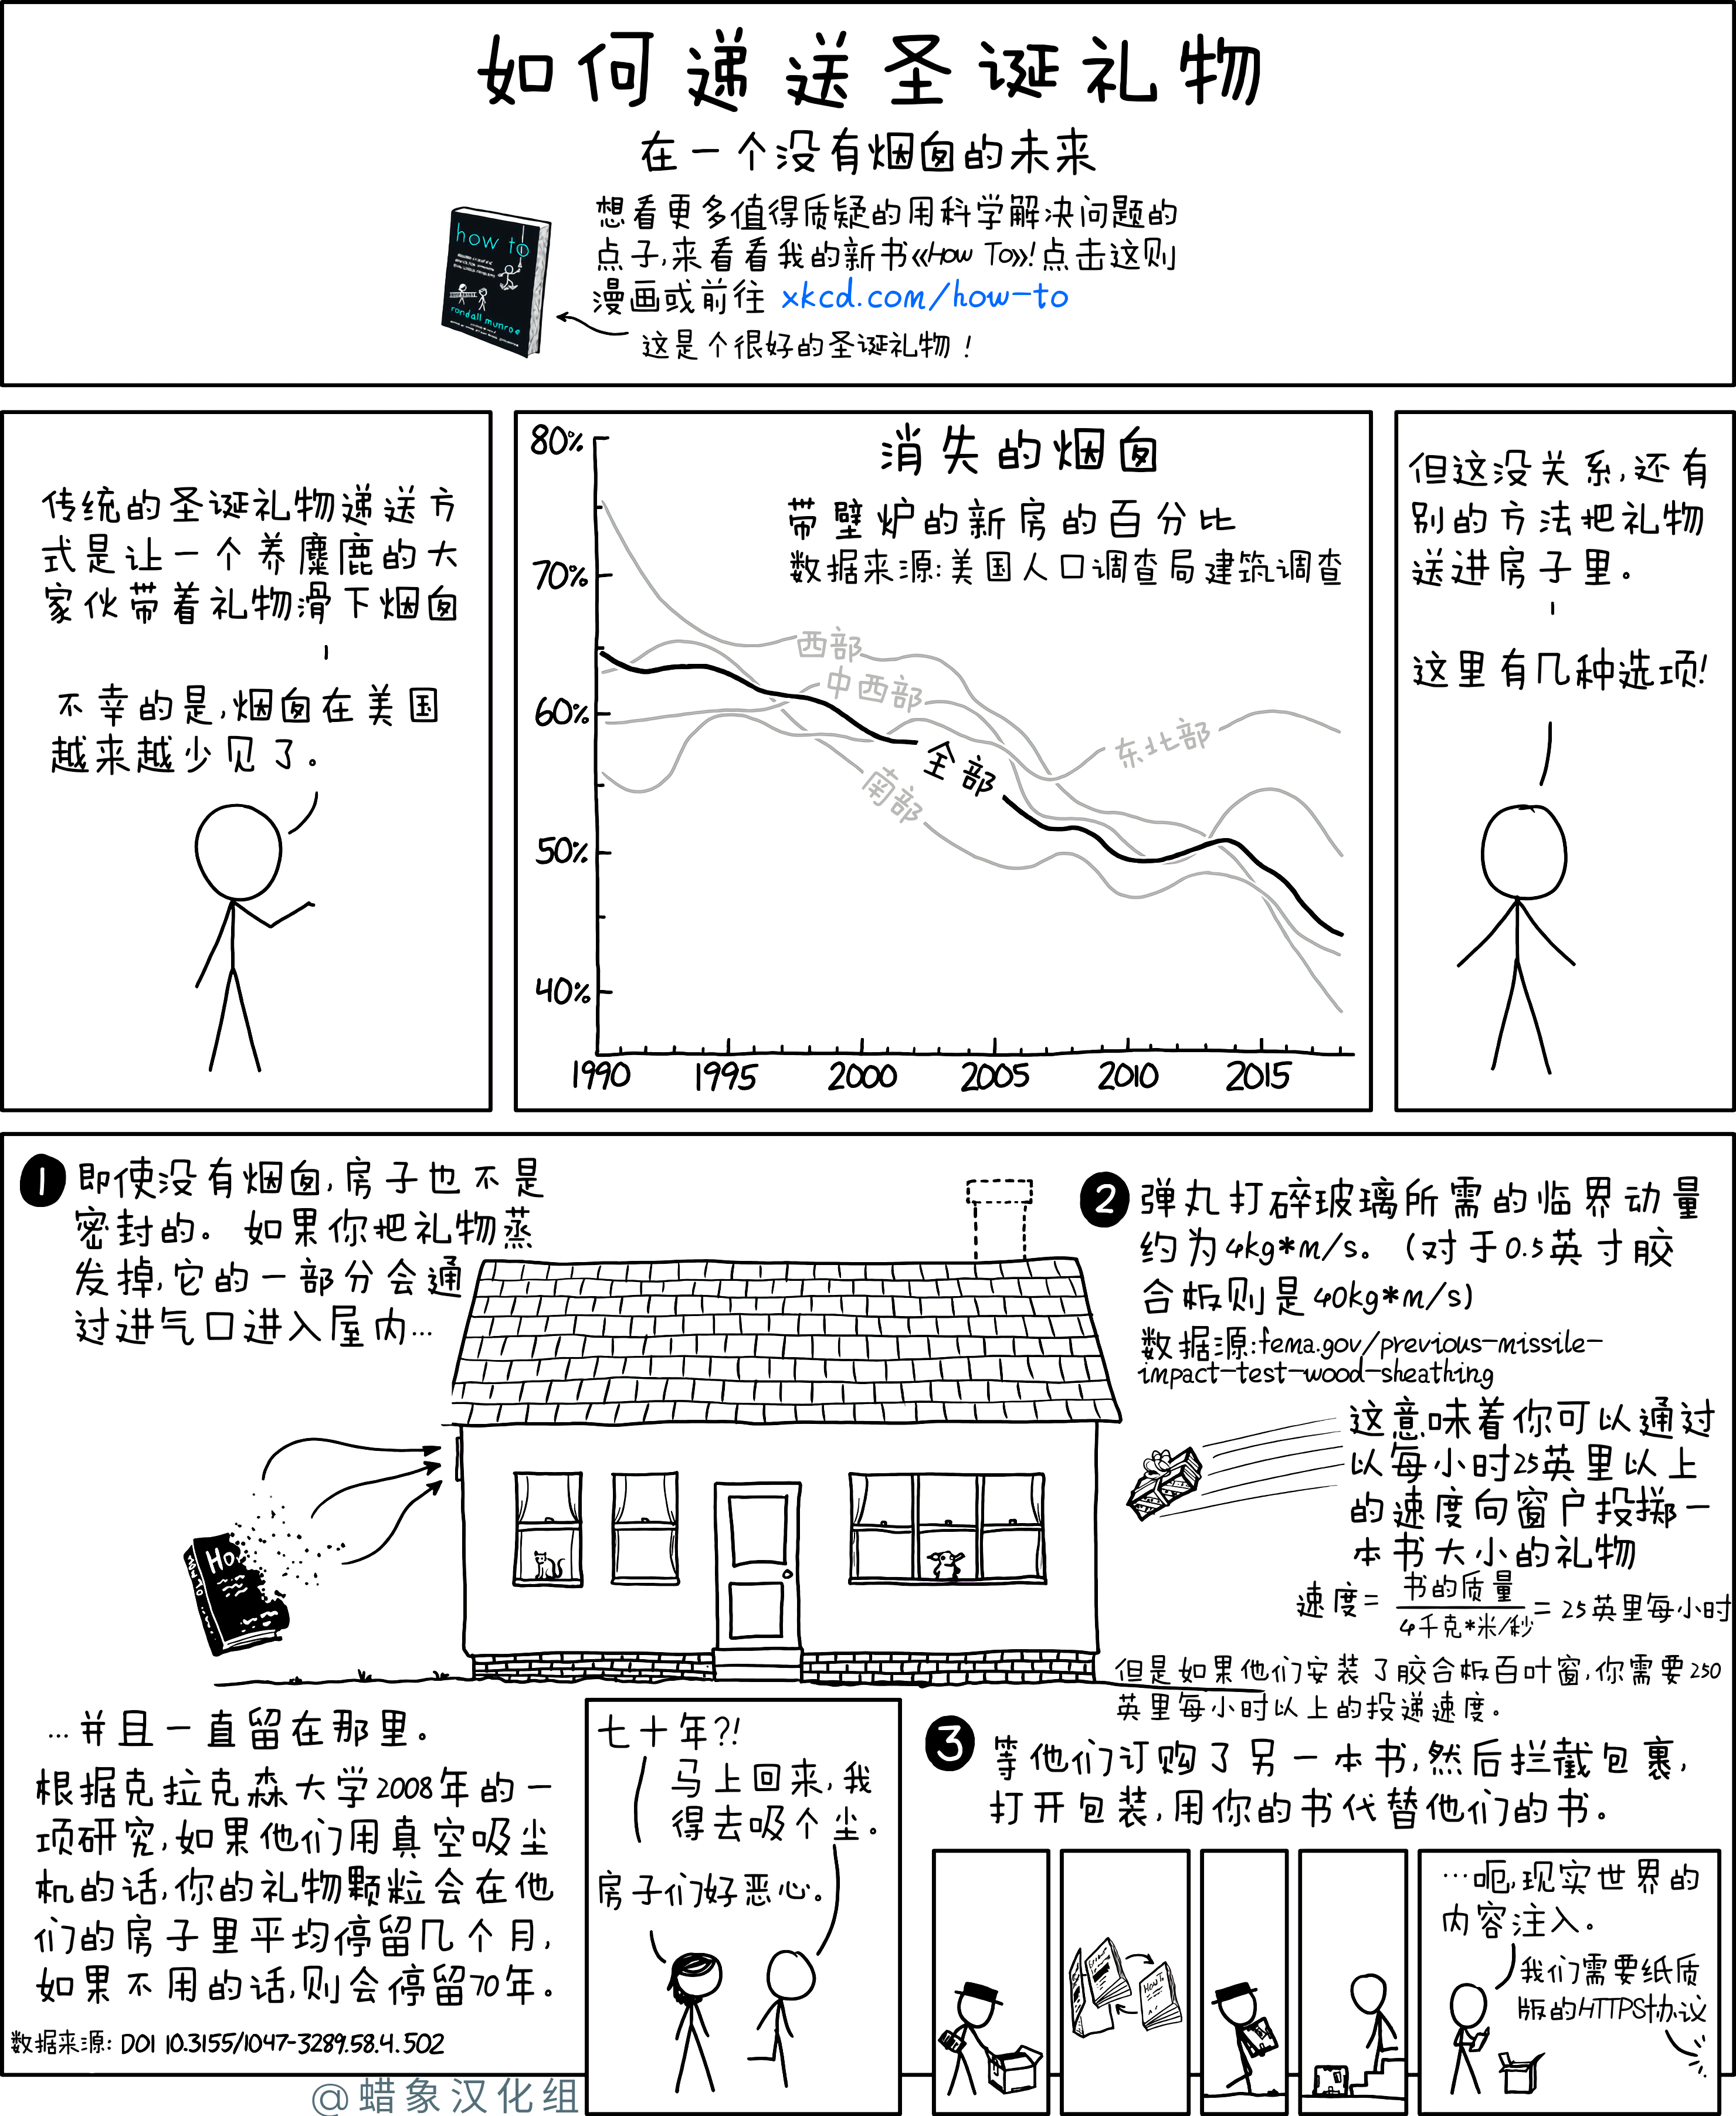 如何递送圣诞礼物
在一个没有烟囱的未来
想看更多值得质疑的用科学解决问题的
点子,来看看我的新书《How To》!点击这则
漫画或前往 xkcd.com/how-to
这是个很好的圣诞礼物!
how to
randall munroe
传统的圣诞礼物递送方
式是让一个养麋鹿的大
家伙带着礼物滑下烟囱
不幸的是,烟囱在美国
越来越少见了。
消失的烟囱
带壁炉的新房的百分比
数据来源:美国人口调查局建筑调查
80%
70%
60%
50%
40%
西部
中西部
东北部
全部
南部
1990 1995 2000 2005 2010 2015
但这没关系,还有
别的方法把礼物
送进房子里。
这里有几种选项!
1 即使没有烟囱,房子也不是
密封的。如果你把礼物蒸
发掉,它的一部分会通
过进气口进入屋内…
Ho
…并且一直留在那里。
根据克拉克森大学2008年的一
项研究,如果他们用真空吸尘
机的话,你的礼物颗粒会在他
们的房子里平均停留几个月,
如果不用的话,则会停留70年。
数据来源: DOI 10.3155/1047-3289.58.4.502
七十年?!
马上回来,我
得去吸个尘。
房子们好恶心。
2 弹丸打碎玻璃所需的临界动量
约为4kg*m/s。(对于0.5英寸胶
合板则是40kg*m/s)
数据源:fema.gov/previous-missile-
impact-test-wood-sheathing
这意味着你可以通过
以每小时25英里以上
的速度向窗户投掷一
本书大小的礼物
速度= 书的质量 / 4千克*米/秒 = 25英里每小时
但是如果他们安装了胶合板百叶窗,你需要250
英里每小时以上的投递速度。
3 等他们订购了另一本书,然后拦截包裹,
打开包装,用你的书代替他们的书。
How To
…呃,现实世界的
内容注入。
我们需要纸质
版的HTTPS协议
@蜡象汉化组